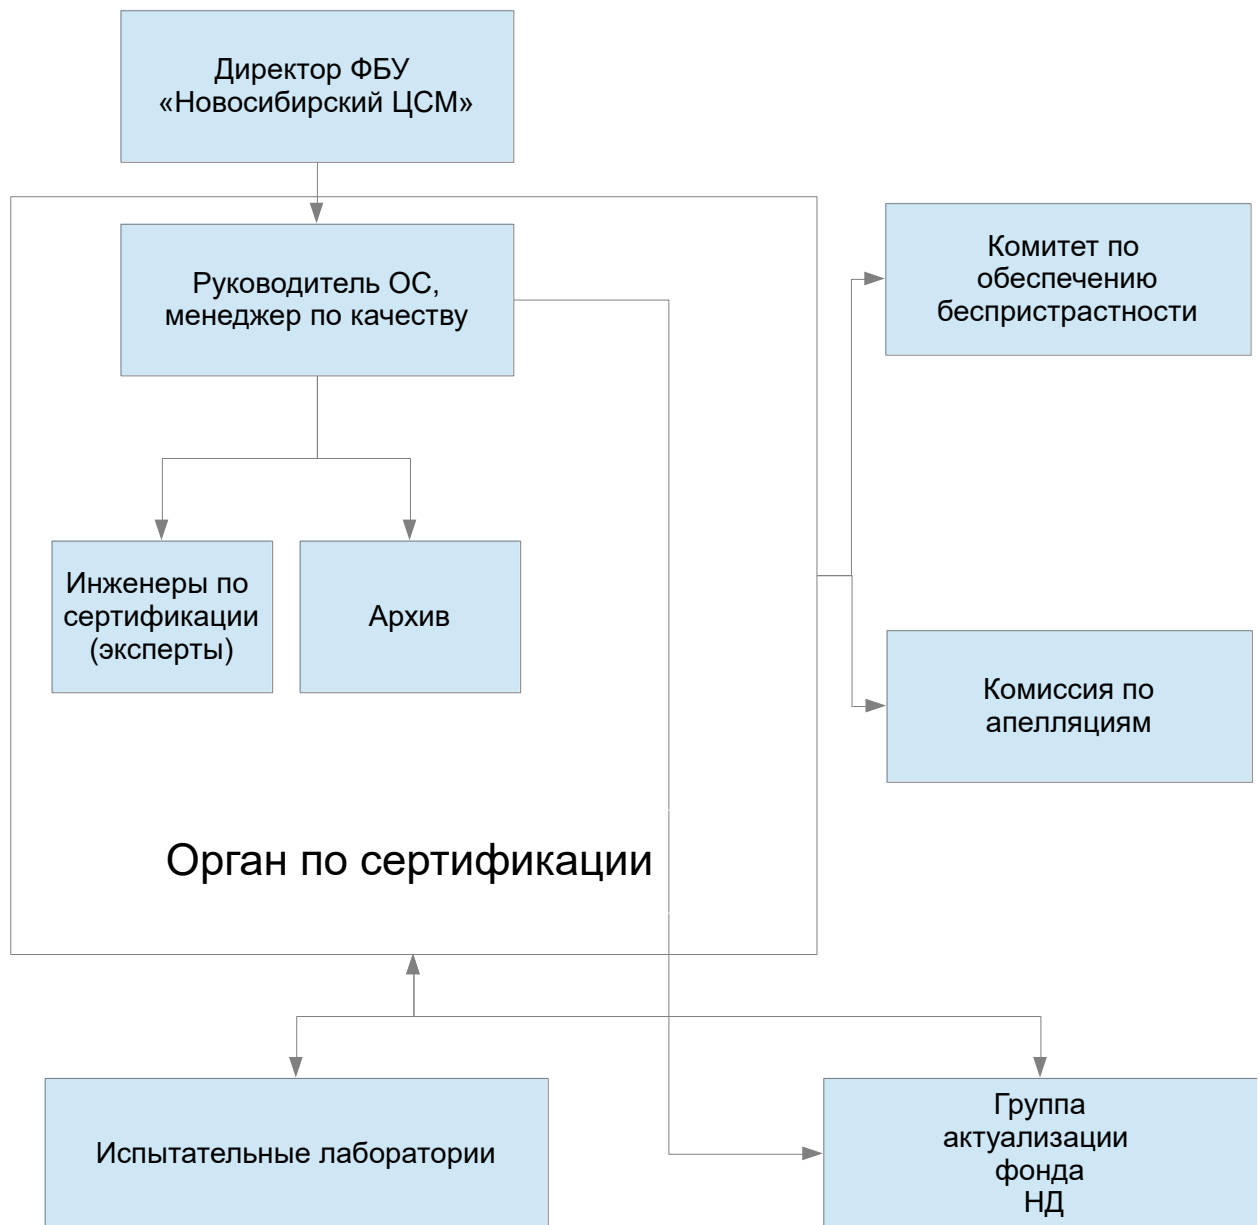 Директор ФБУ
«Новосибирский ЦСМ»
Руководитель ОС,
менеджер по качеству
Комитет по
обеспечению
беспристрастности
Инженеры по
сертификации
(эксперты)
Архив
Комиссия по
апелляциям
Орган по сертификации
Испытательные лаборатории
Группа
актуализации
фонда
НД